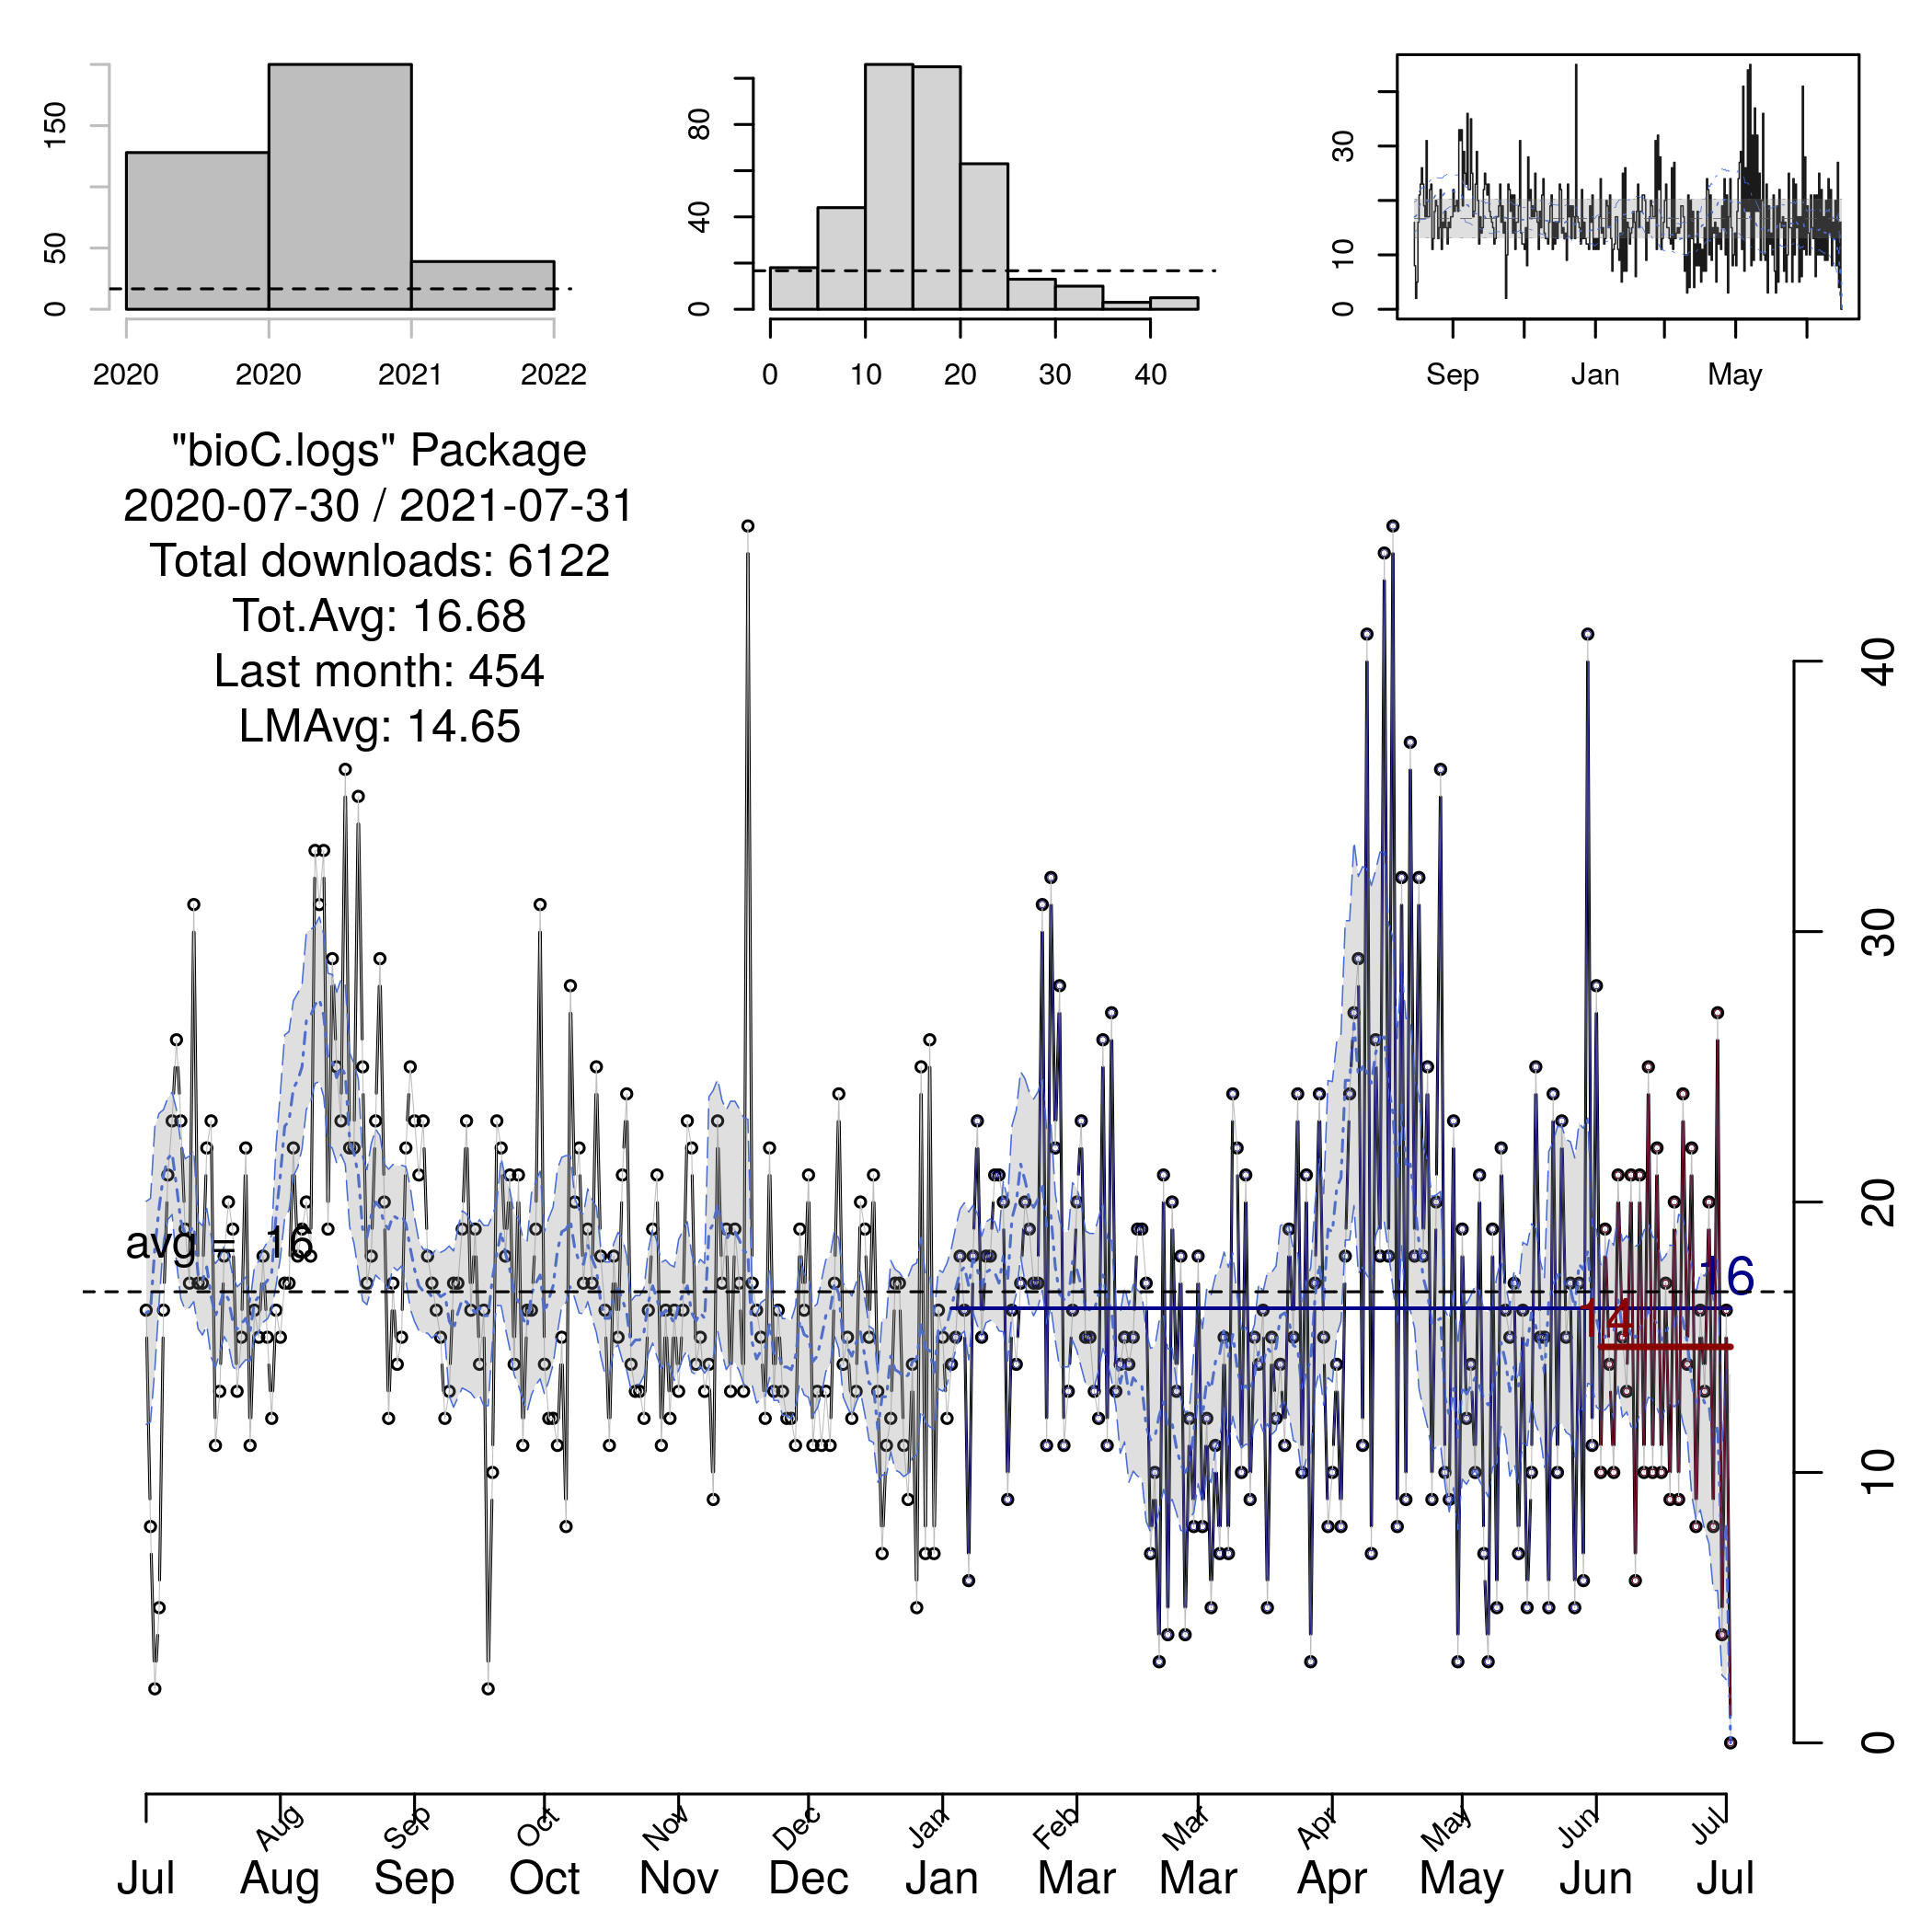 150
50
0
2020 2020 2021 2022
80
40
0
0 10 20 30 40
30
10
0
Sep Jan May
"bioC.logs" Package
2020-07-30 / 2021-07-31
Total downloads: 6122
Tot.Avg: 16.68
Last month: 454
LMAvg: 14.65
40
30
20
10
0
avg = 16
16
14
Aug Sep Oct Nov Dec Jan Feb Mar Apr May Jun Jul
Jul Aug Sep Oct Nov Dec Jan Mar Mar Apr May Jun Jul